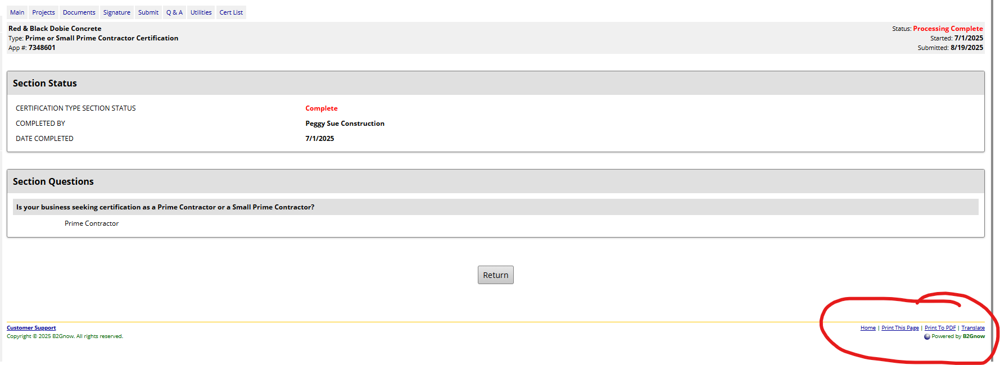 Main Projects Documents Signature Submit Q & A Utilities Cert List
Red & Black Dobie Concrete
Type: Prime or Small Prime Contractor Certification
App #: 7348601
Status: Processing Complete
Started: 7/1/2025
Submitted: 8/19/2025
Section Status
CERTIFICATION TYPE SECTION STATUS Complete
COMPLETED BY Peggy Sue Construction
DATE COMPLETED 7/1/2025
Section Questions
Is your business seeking certification as a Prime Contractor or a Small Prime Contractor?
Prime Contractor
Return
Customer Support
Copyright © 2025 B2Gnow. All rights reserved.
Home | Print This Page | Print To PDF | Translate
Powered by B2Gnow